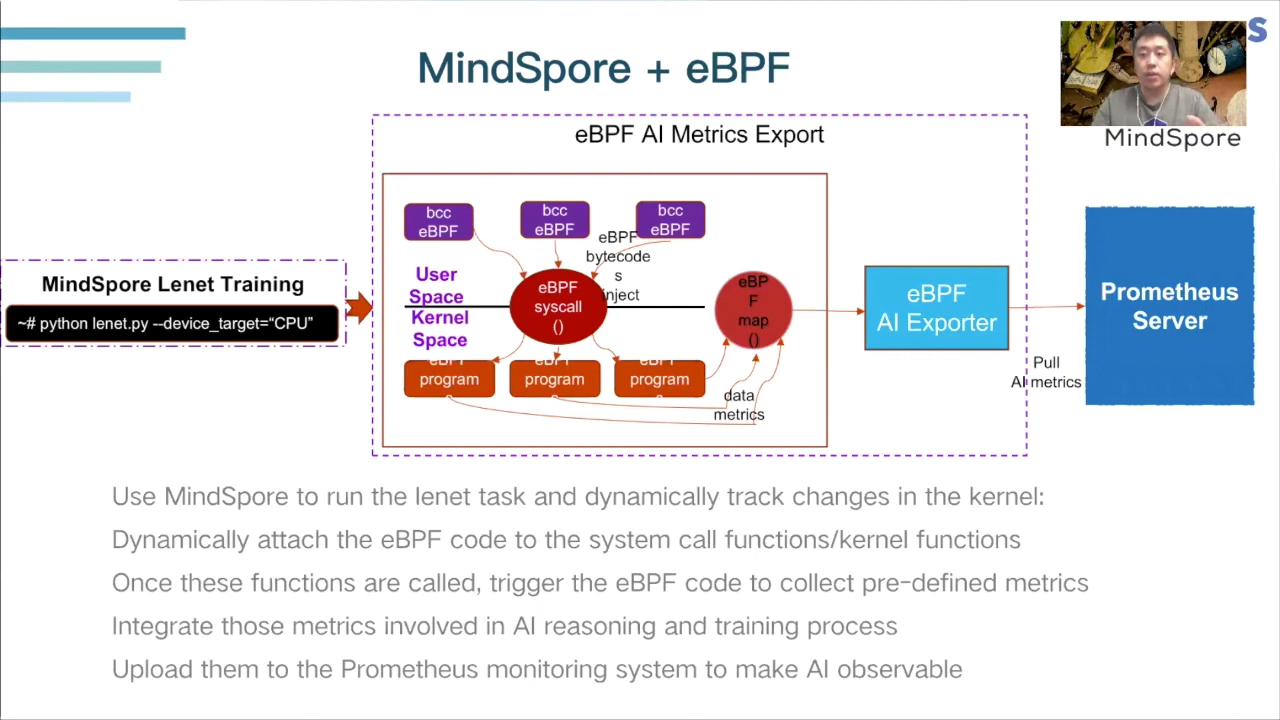 MindSpore + eBPF
S
MindSpore
eBPF AI Metrics Export
bcc
eBPF
bcc
eBPF
bcc
eBPF
eBPF
bytecode
s
inject
User
Space
Kernel
Space
eBPF
syscall
()
eBP
F
map
()
MindSpore Lenet Training
~# python lenet.py --device_target=“CPU”
eBPF
program
s
eBPF
program
s
eBPF
program
s
data
metrics
eBPF
AI Exporter
Pull
AI metrics
Prometheus
Server
Use MindSpore to run the lenet task and dynamically track changes in the kernel:
Dynamically attach the eBPF code to the system call functions/kernel functions
Once these functions are called, trigger the eBPF code to collect pre-defined metrics
Integrate those metrics involved in AI reasoning and training process
Upload them to the Prometheus monitoring system to make AI observable